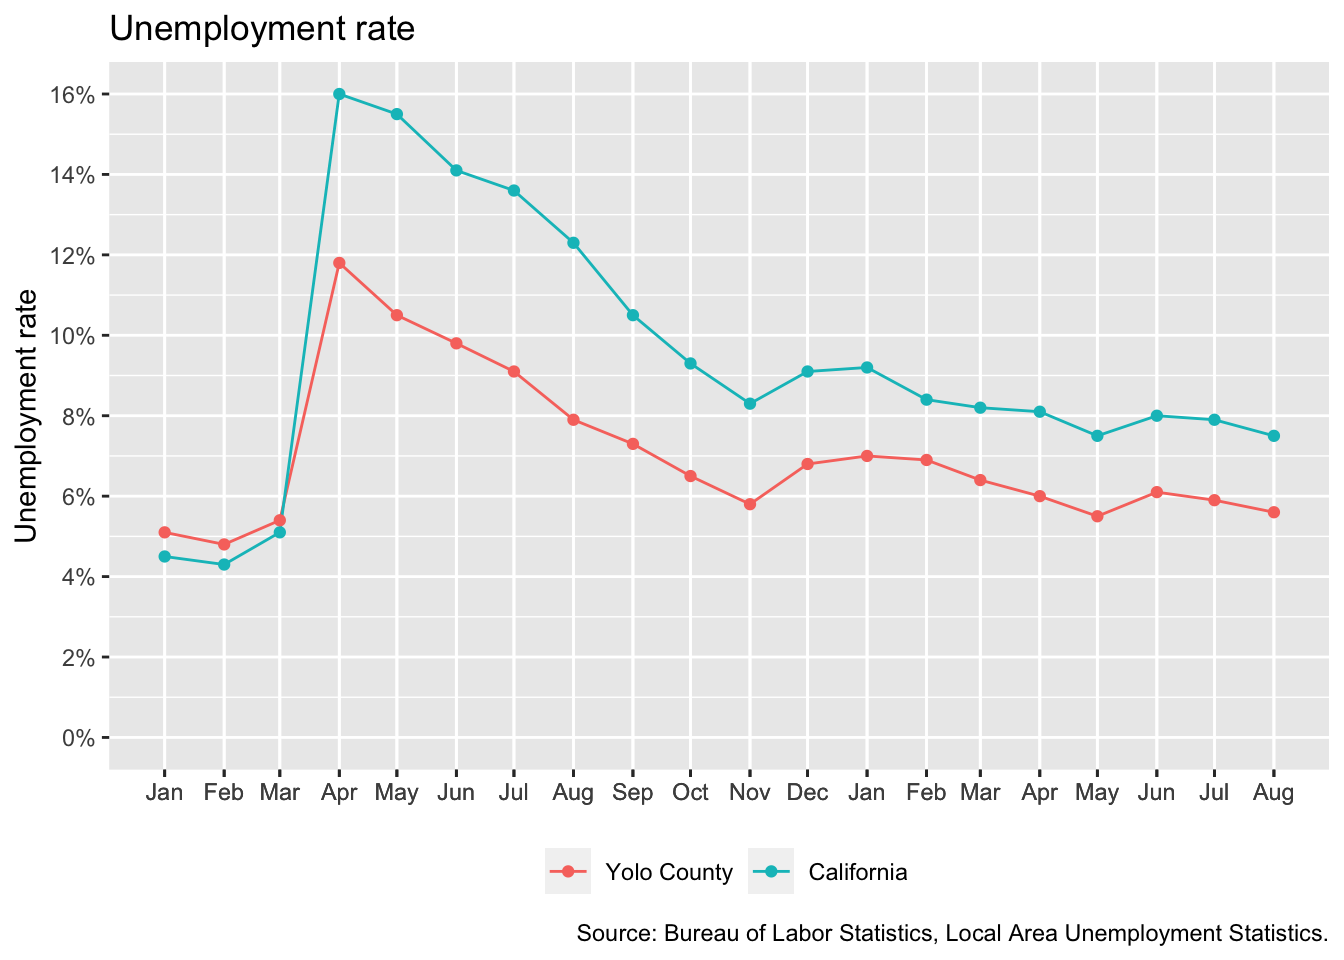 Unemployment rate
Unemployment rate
16%
14%
12%
10%
8%
6%
4%
2%
0%
Jan Feb Mar Apr May Jun Jul Aug Sep Oct Nov Dec Jan Feb Mar Apr May Jun Jul Aug
Yolo County California
Source: Bureau of Labor Statistics, Local Area Unemployment Statistics.